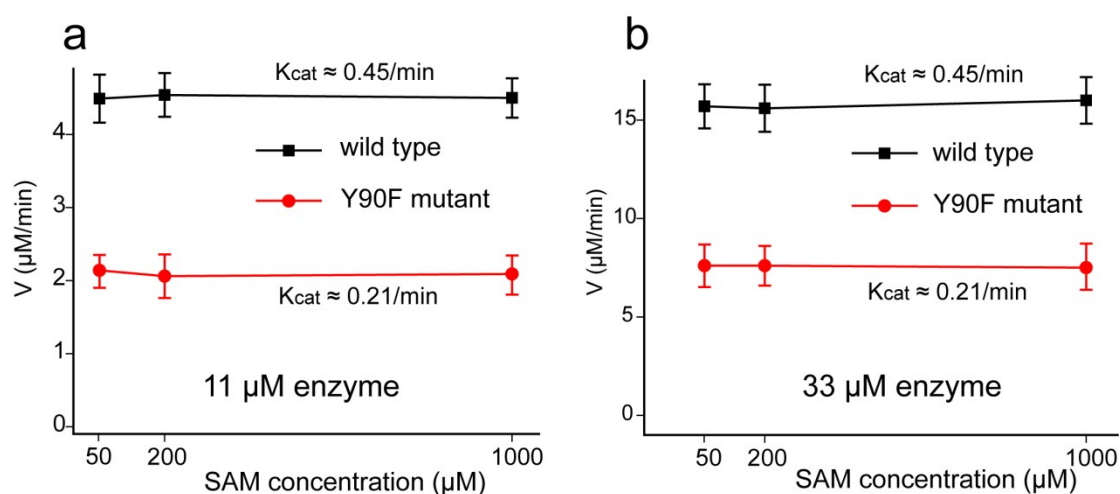 a
Kcat ≈ 0.45/min
wild type
Y90F mutant
Kcat ≈ 0.21/min
11 µM enzyme
V (µM/min)
4
3
2
1
0
50
200
1000
SAM concentration (µM)
b
Kcat ≈ 0.45/min
wild type
Y90F mutant
Kcat ≈ 0.21/min
33 µM enzyme
V (µM/min)
15
10
5
0
50
200
1000
SAM concentration (µM)